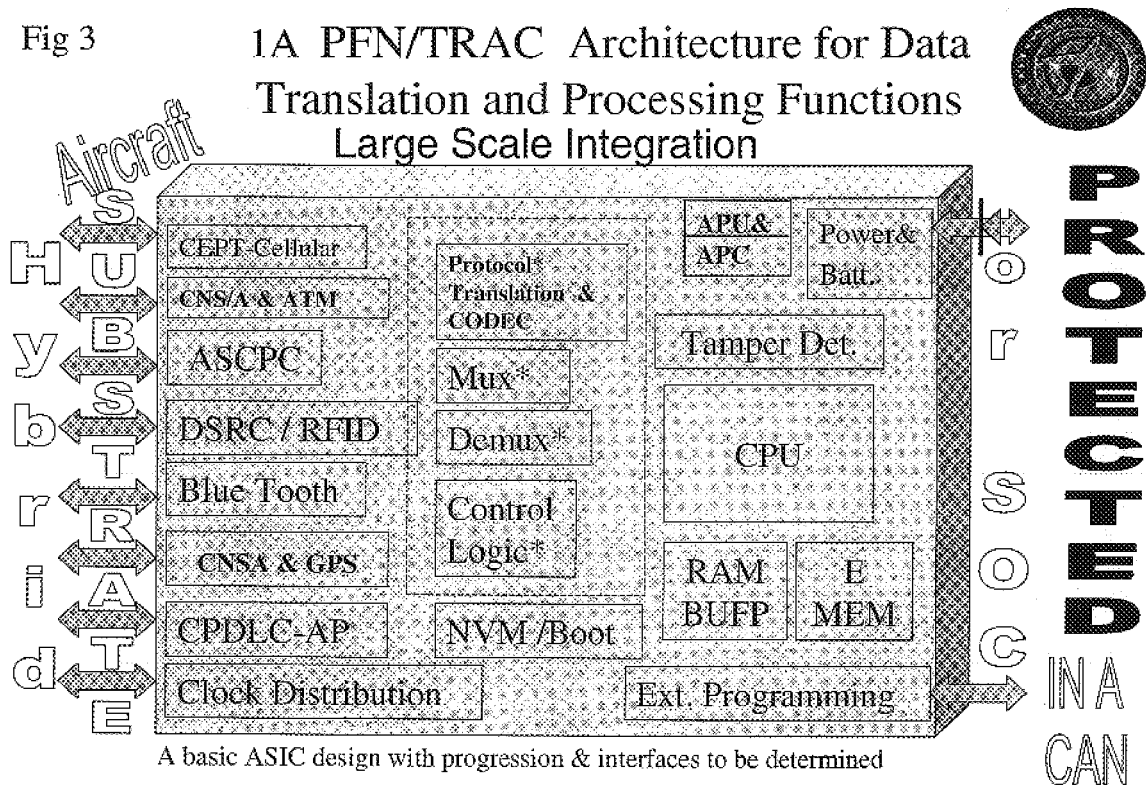 Fig 3
1A PFN/TRAC Architecture for Data
Translation and Processing Functions
Large Scale Integration
Aircraft
Hybrid
SUBSTRATE
CEPT-Cellular
CNS/A & ATM
ASCPC
DSRC / RFID
Blue Tooth
CNSA & GPS
CPDLC-AP
Clock Distribution
Protocol*
Translation &
CODEC
Mux*
Demux*
Control
Logic*
NVM /Boot
APU&
APC
Power&
Batt.
Tamper Det.
CPU
RAM
BUFP
E
MEM
Ext. Programming
or SOC
PROTECTED
IN A
CAN
A basic ASIC design with progression & interfaces to be determined